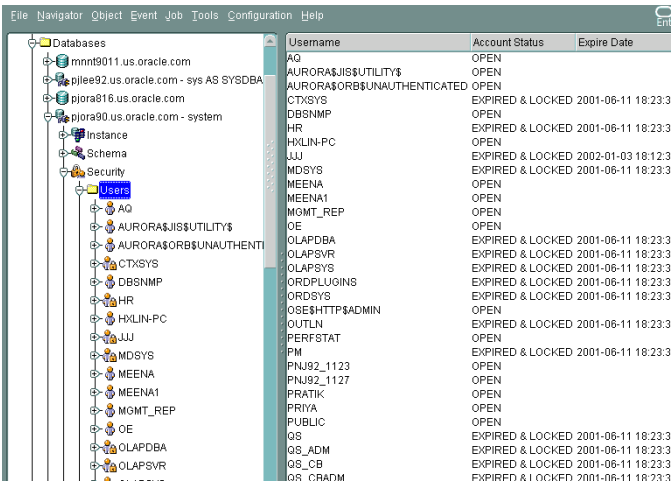 File Navigator Object Event Job Tools Configuration Help
Ent
Databases
mnnt9011.us.oracle.com
pjlee92.us.oracle.com - sys AS SYSDBA
pjora816.us.oracle.com
pjora90.us.oracle.com - system
Instance
Schema
Security
Users
AQ
AURORA$JIS$UTILITY$
AURORA$ORB$UNAUTHENTI
CTXSYS
DBSNMP
HR
HXLIN-PC
JJJ
MDSYS
MEENA
MEENA1
MGMT_REP
OE
OLAPDBA
OLAPSVR
Username Account Status Expire Date
AQ OPEN
AURORA$JIS$UTILITY$ OPEN
AURORA$ORB$UNAUTHENTICATED OPEN
CTXSYS EXPIRED & LOCKED 2001-06-11 18:23:3
DBSNMP OPEN
HR EXPIRED & LOCKED 2001-06-11 18:23:3
HXLIN-PC OPEN
JJJ EXPIRED & LOCKED 2002-01-03 18:12:3
MDSYS EXPIRED & LOCKED 2001-06-11 18:23:3
MEENA OPEN
MEENA1 OPEN
MGMT_REP OPEN
OE OPEN
OLAPDBA EXPIRED & LOCKED 2001-06-11 18:23:3
OLAPSVR EXPIRED & LOCKED 2001-06-11 18:23:3
OLAPSYS EXPIRED & LOCKED 2001-06-11 18:23:3
ORDPLUGINS EXPIRED & LOCKED 2001-06-11 18:23:3
ORDSYS EXPIRED & LOCKED 2001-06-11 18:23:3
OSE$HTTP$ADMIN OPEN
OUTLN EXPIRED & LOCKED 2001-06-11 18:23:3
PERFSTAT OPEN
PM EXPIRED & LOCKED 2001-06-11 18:23:3
PNJ92_1123 OPEN
PNJ92_1127 OPEN
PRATIK OPEN
PRIYA OPEN
PUBLIC OPEN
QS EXPIRED & LOCKED 2001-06-11 18:23:3
QS_ADM EXPIRED & LOCKED 2001-06-11 18:23:3
QS_CB EXPIRED & LOCKED 2001-06-11 18:23:3
QS_CBADM EXPIRED & LOCKED 2001-06-11 18:23:3